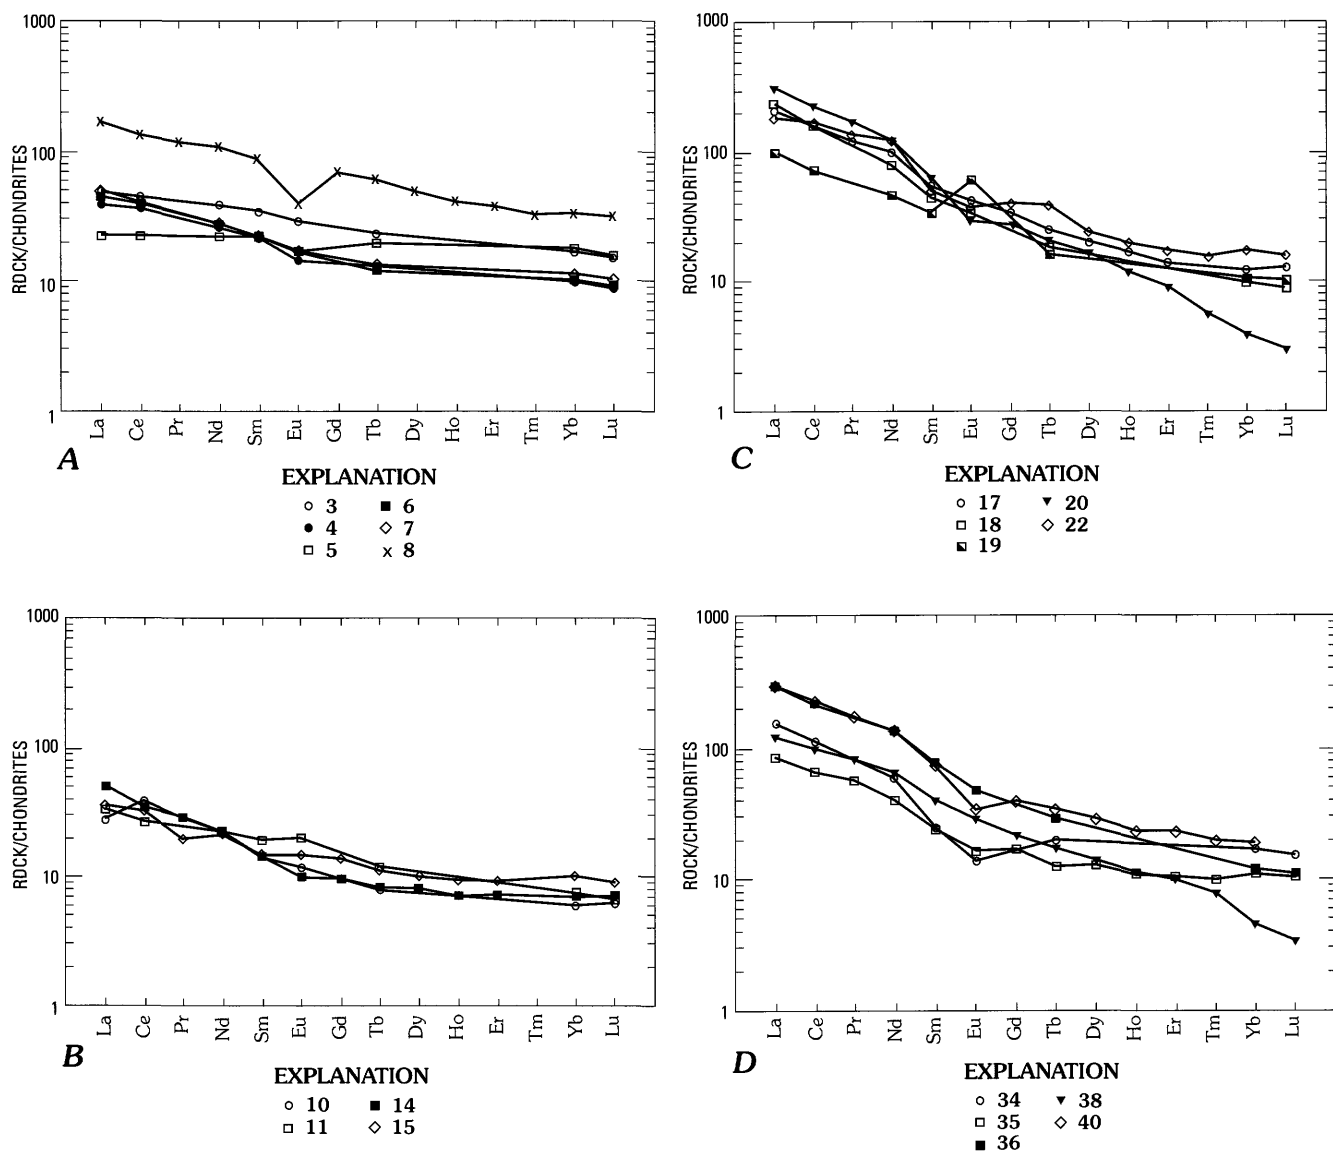 1000
100
10
1
RDCK/CHONDRITES
La Ce Pr Nd Sm Eu Gd Tb Dy Ho Er Tm Yb Lu
A
EXPLANATION
3 6
4 7
5 8
1000
100
10
1
ROCK/CHONDRITES
La Ce Pr Nd Sm Eu Gd Tb Dy Ho Er Tm Yb Lu
C
EXPLANATION
17 20
18 22
19
1000
100
10
1
RDCK/CHONDRITES
La Ce Pr Nd Sm Eu Gd Tb Dy Ho Er Tm Yb Lu
B
EXPLANATION
10 14
11 15
1000
100
10
1
ROCK/CHONDRITES
La Ce Pr Nd Sm Eu Gd Tb Dy Ho Er Tm Yb Lu
D
EXPLANATION
34 38
35 40
36